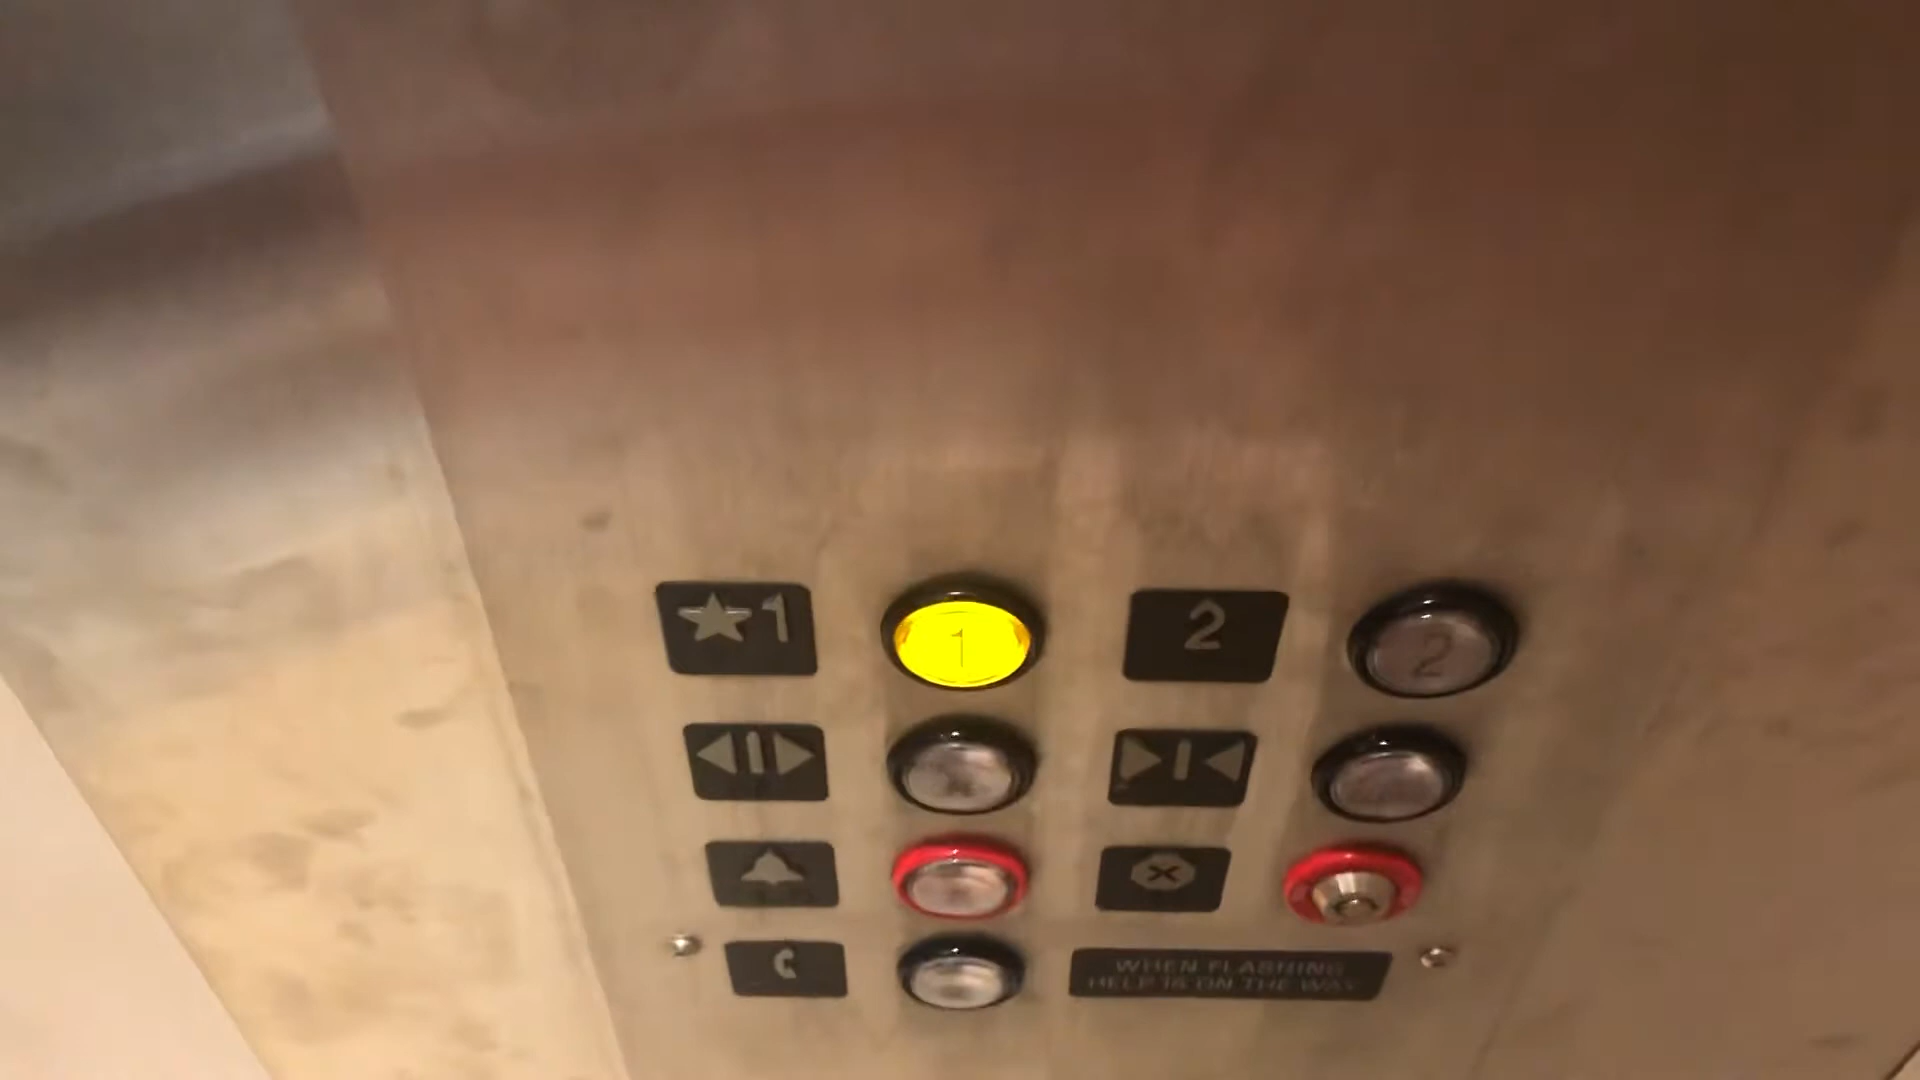 ★1
1
2
2
WHEN FLASHING
HELP IS ON THE WAY